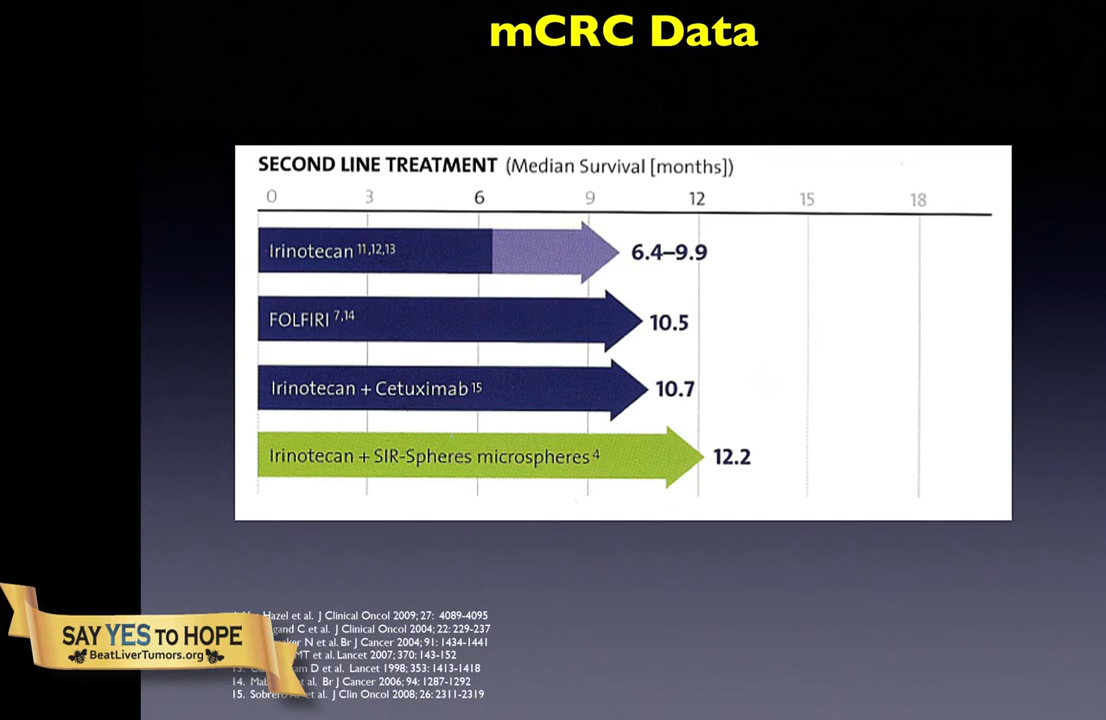 mCRC Data
SECOND LINE TREATMENT (Median Survival [months])
0 3 6 9 12 15 18
Irinotecan 11,12,13 6.4–9.9
FOLFIRI 7,14 10.5
Irinotecan + Cetuximab 15 10.7
Irinotecan + SIR-Spheres microspheres 4 12.2
Hazel et al. J Clinical Oncol 2009; 27: 4089-4095
C et al. J Clinical Oncol 2004; 22: 229-237
N et al. Br J Cancer 2004; 91: 1434-1441
MT et al. Lancet 2007; 370: 143-152
D et al. Lancet 1998; 353: 1413-1418
14. et al. Br J Cancer 2006; 94: 1287-1292
15. et al. J Clin Oncol 2008; 26: 2311-2319
SAY YES TO HOPE
BeatLiverTumors.org